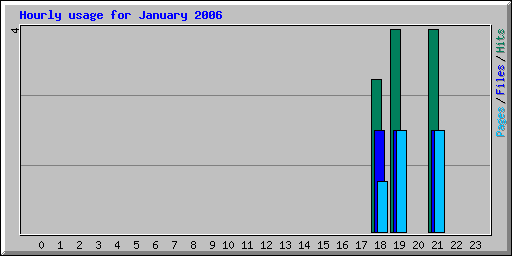 Hourly usage for January 2006
4
Pages/Files/Hits
0 1 2 3 4 5 6 7 8 9 10 11 12 13 14 15 16 17 18 19 20 21 22 23